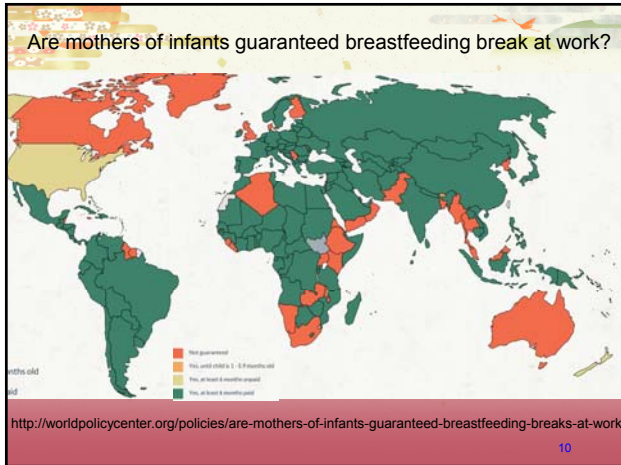 Are mothers of infants guaranteed breastfeeding break at work?
Not guaranteed
Yes, until child is 1 - 5.9 months old
Yes, at least 6 months unpaid
Yes, at least 6 months paid
nths old
aid
http://worldpolicycenter.org/policies/are-mothers-of-infants-guaranteed-breastfeeding-breaks-at-work
10